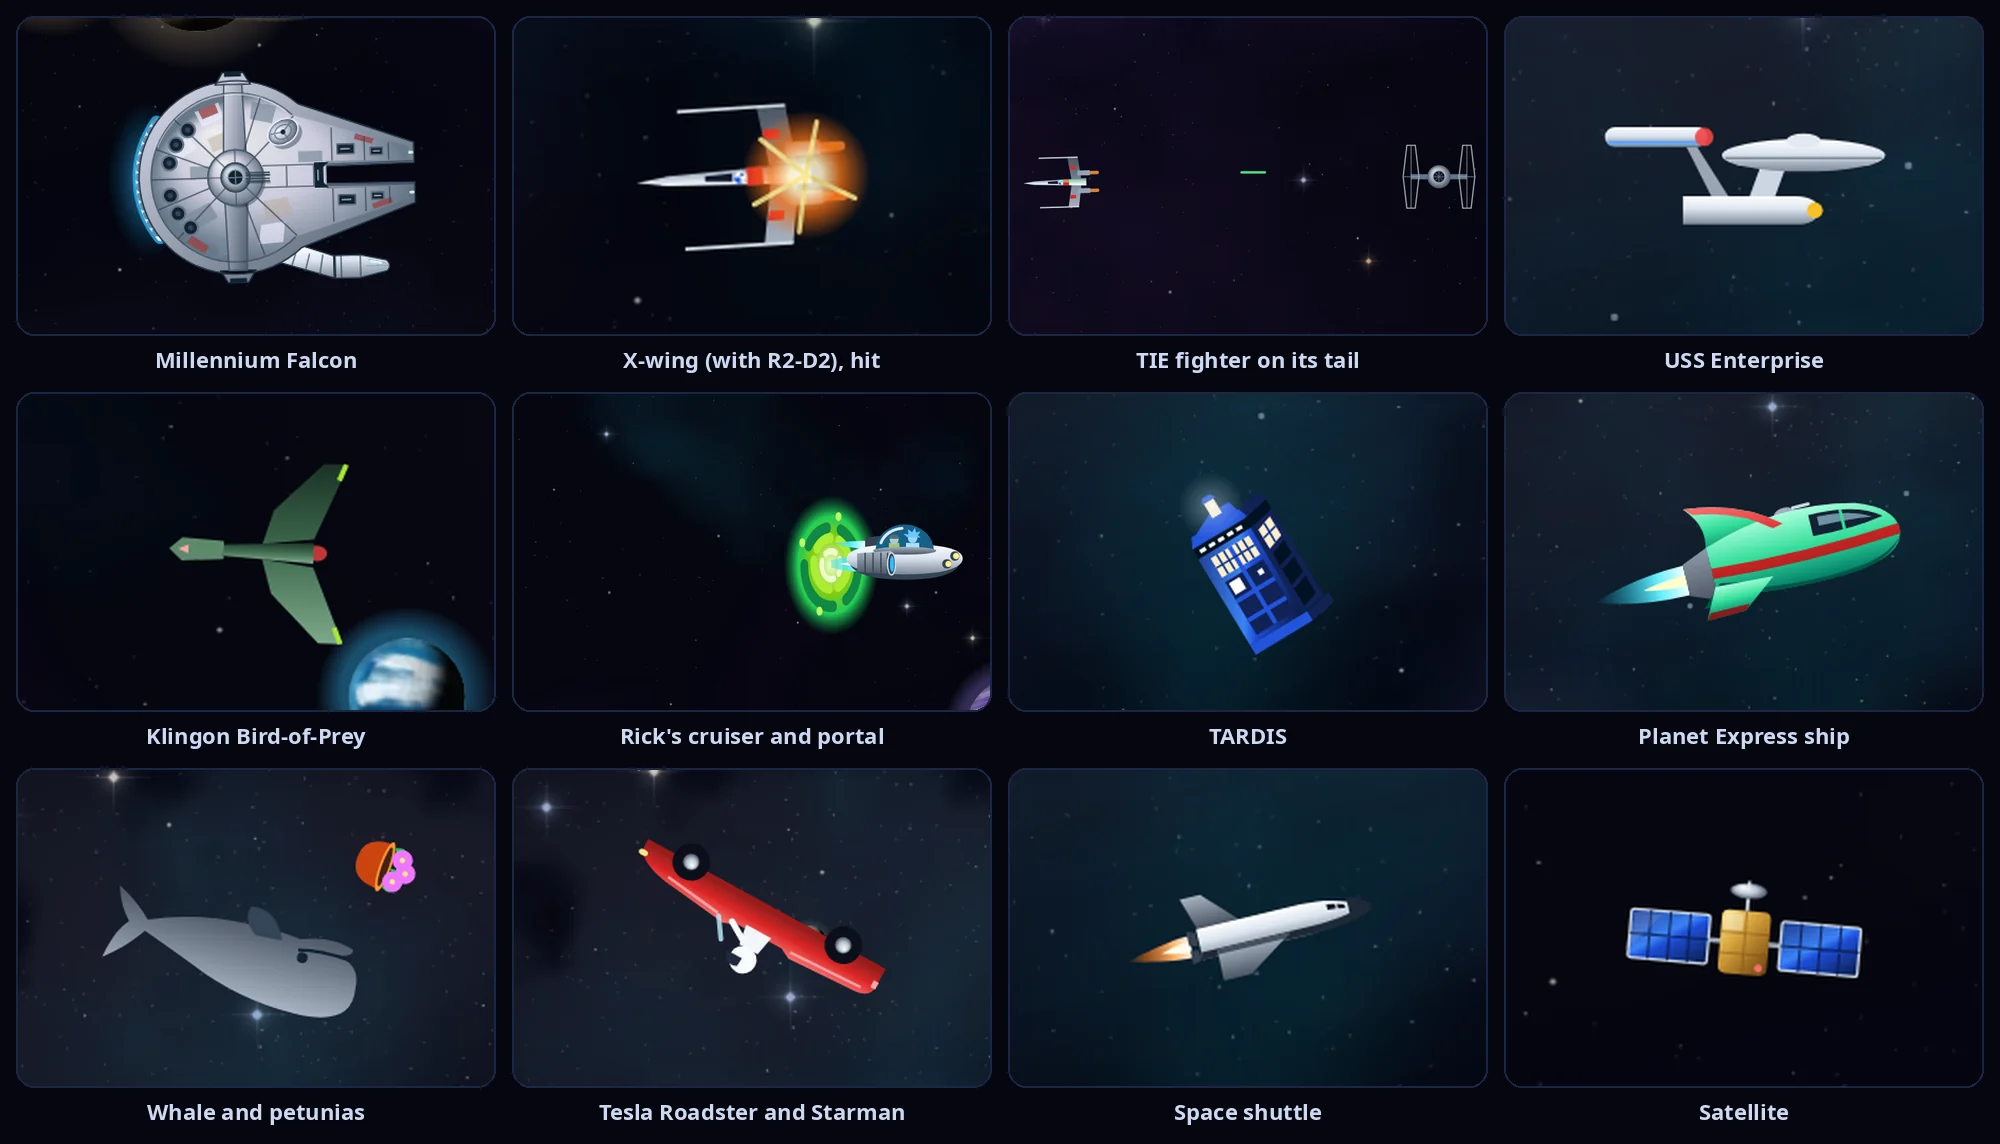 Millennium Falcon
X-wing (with R2-D2), hit
TIE fighter on its tail
USS Enterprise
Klingon Bird-of-Prey
Rick's cruiser and portal
TARDIS
Planet Express ship
Whale and petunias
Tesla Roadster and Starman
Space shuttle
Satellite